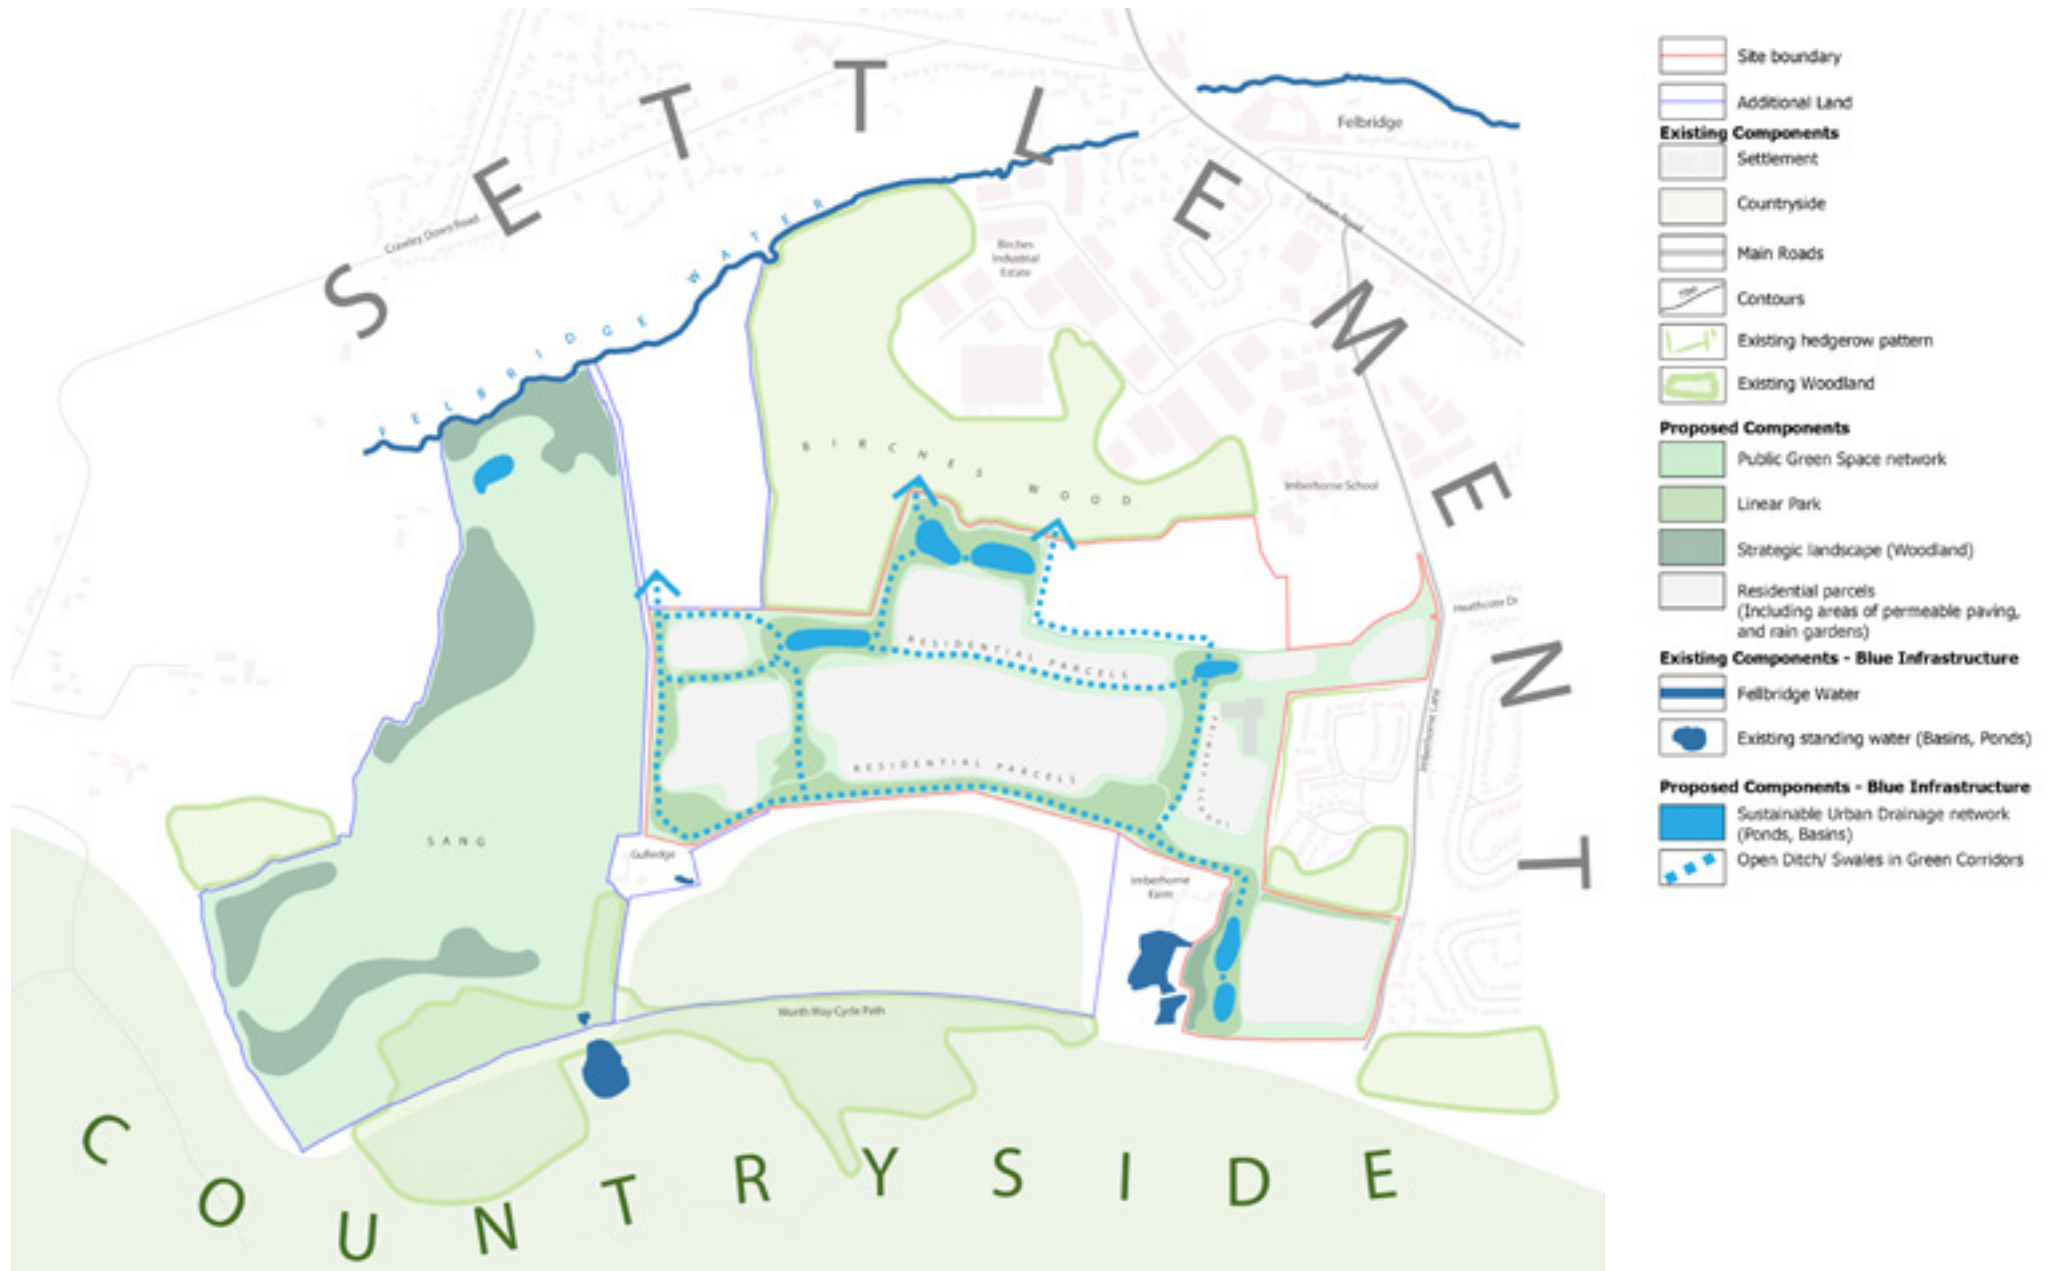 SETTLEMENT
Felbridge
Crawley Down Road
London Road
FELBRIDGE WATER
Birches
Industrial
Estate
BIRCHES WOOD
Imberhorne School
Heathcote Dr
Imberhorne Lane
RESIDENTIAL PARCELS
RESIDENTIAL PARCELS
SANG
Gullege
Imberhorne
Farm
Worth Way Cycle Path
COUNTRYSIDE
Site boundary
Additional Land
Existing Components
Settlement
Countryside
Main Roads
Contours
Existing hedgerow pattern
Existing Woodland
Proposed Components
Public Green Space network
Linear Park
Strategic landscape (Woodland)
Residential parcels
(Including areas of permeable paving,
and rain gardens)
Existing Components - Blue Infrastructure
Fellbridge Water
Existing standing water (Basins, Ponds)
Proposed Components - Blue Infrastructure
Sustainable Urban Drainage network
(Ponds, Basins)
Open Ditch/ Swales in Green Corridors